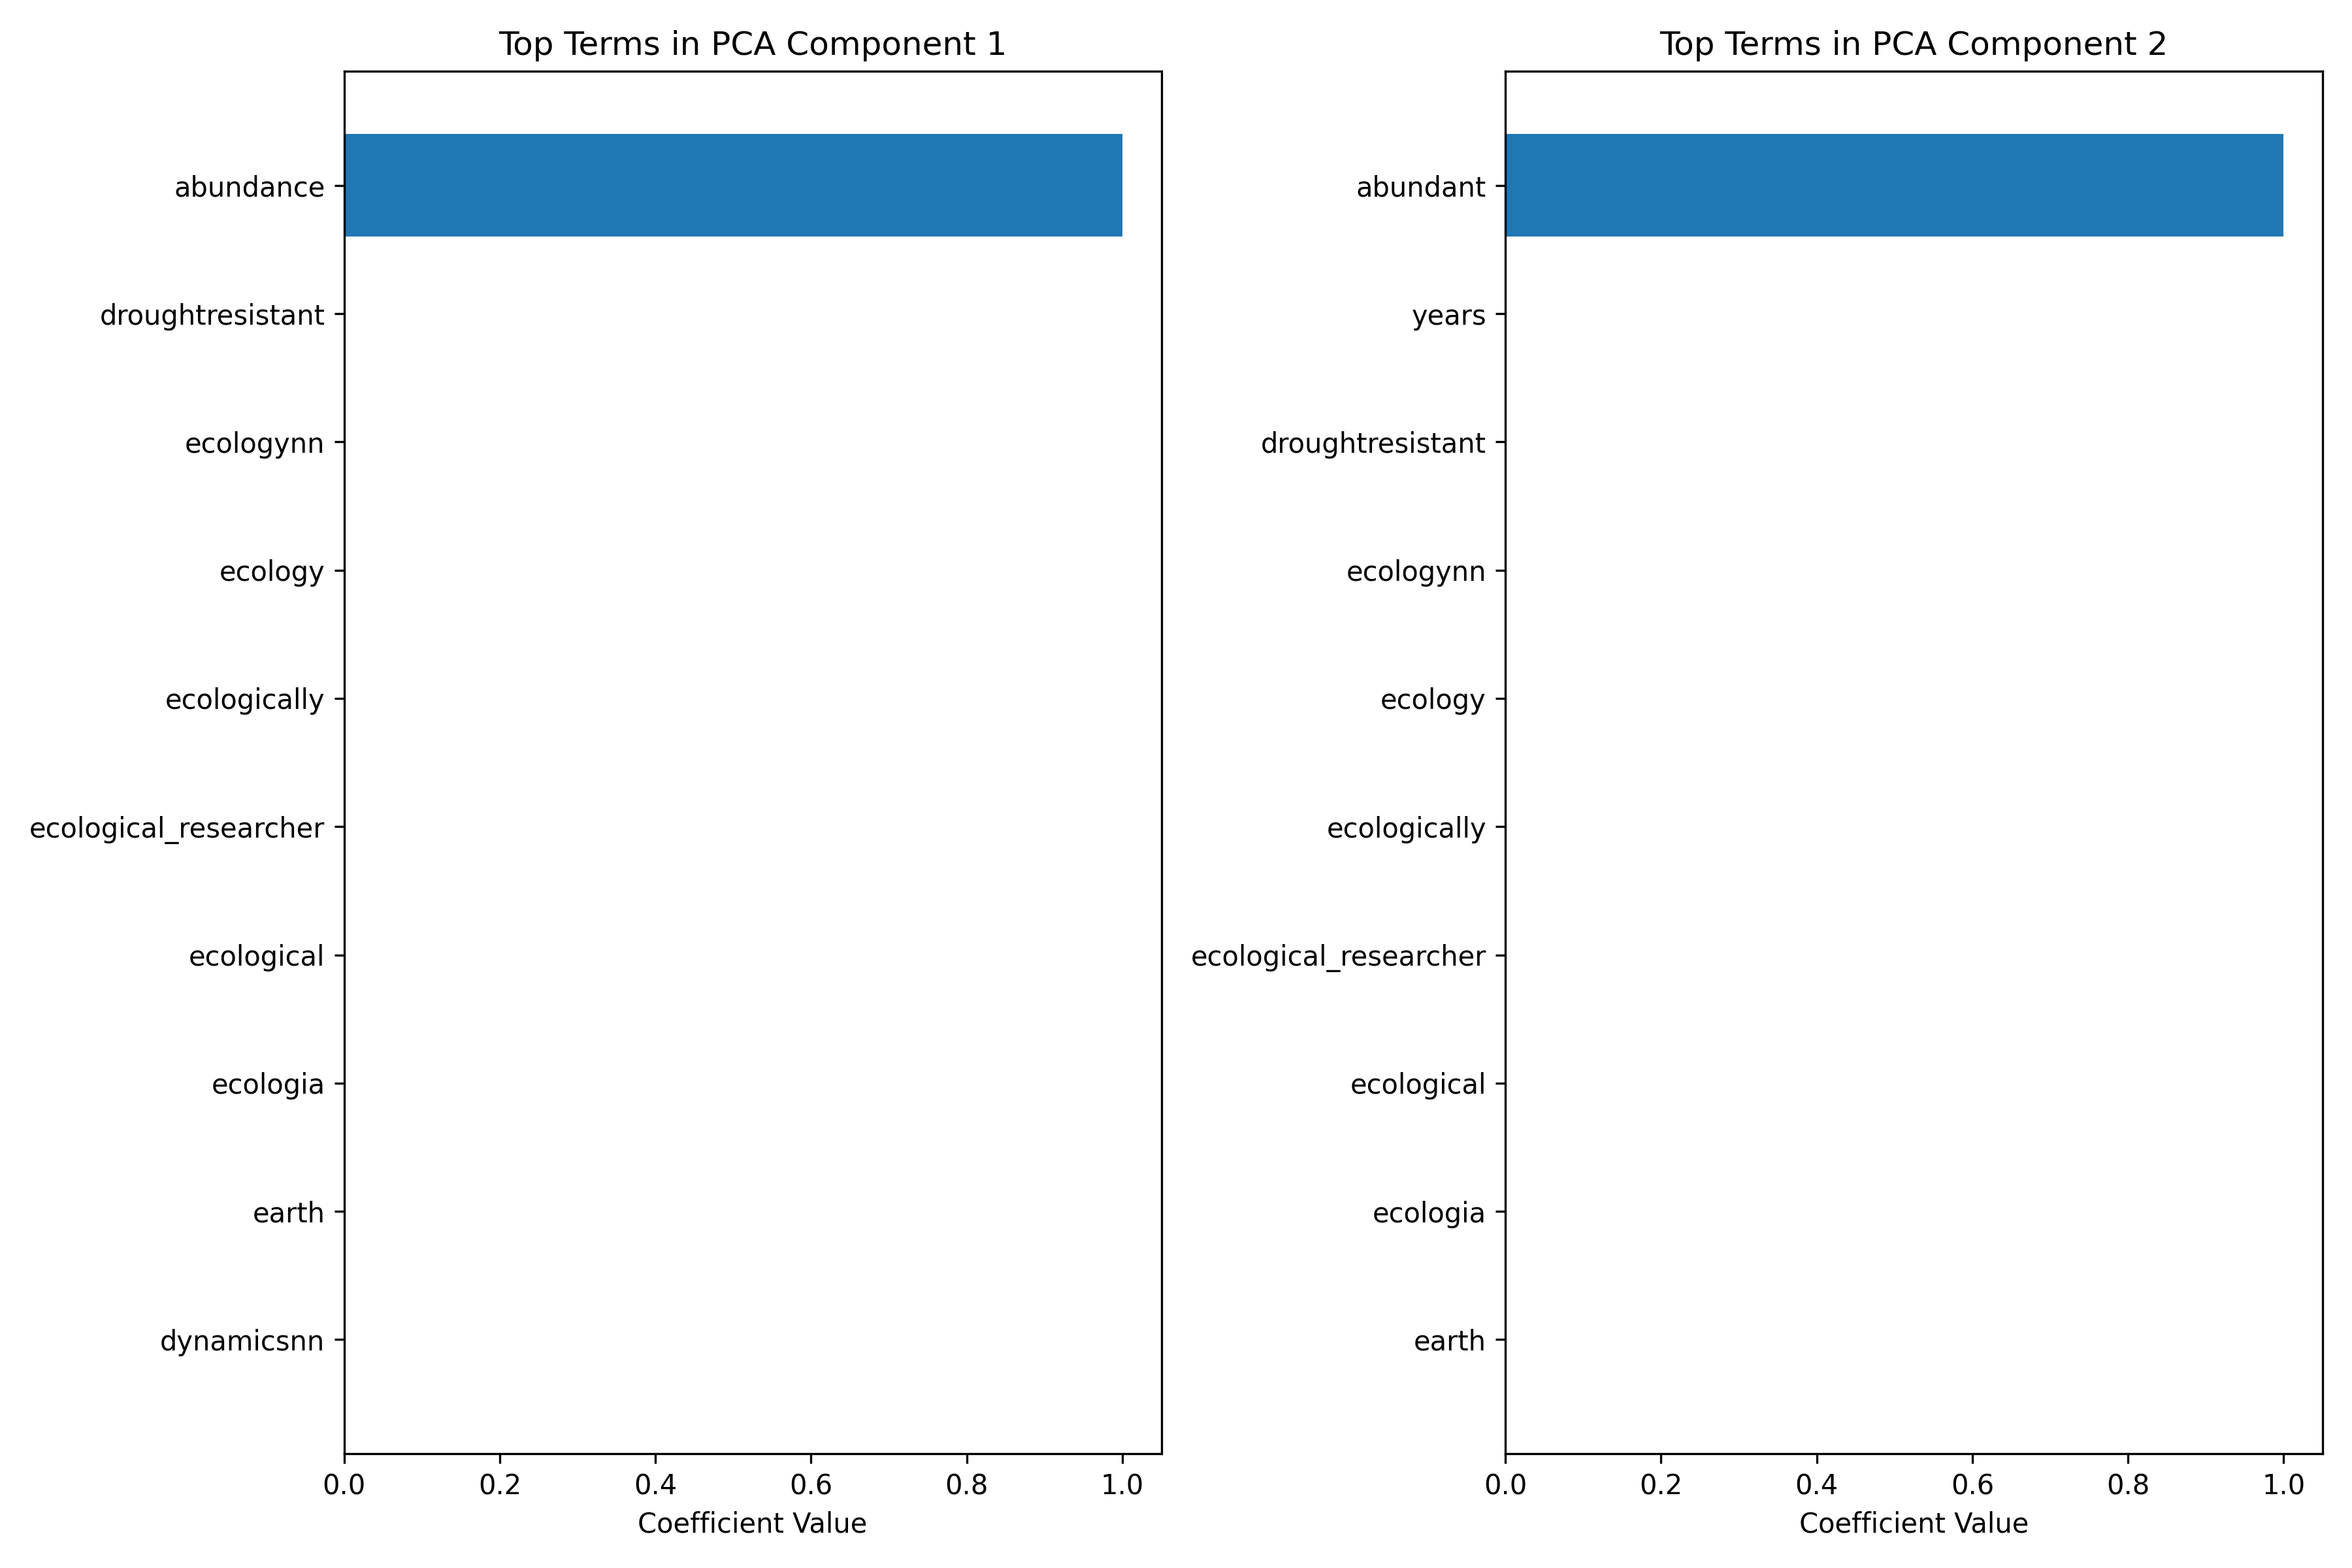 Top Terms in PCA Component 1
abundance
droughtresistant
ecologynn
ecology
ecologically
ecological_researcher
ecological
ecologia
earth
dynamicsnn
0.0 0.2 0.4 0.6 0.8 1.0
Coefficient Value
Top Terms in PCA Component 2
abundant
years
droughtresistant
ecologynn
ecology
ecologically
ecological_researcher
ecological
ecologia
earth
0.0 0.2 0.4 0.6 0.8 1.0
Coefficient Value